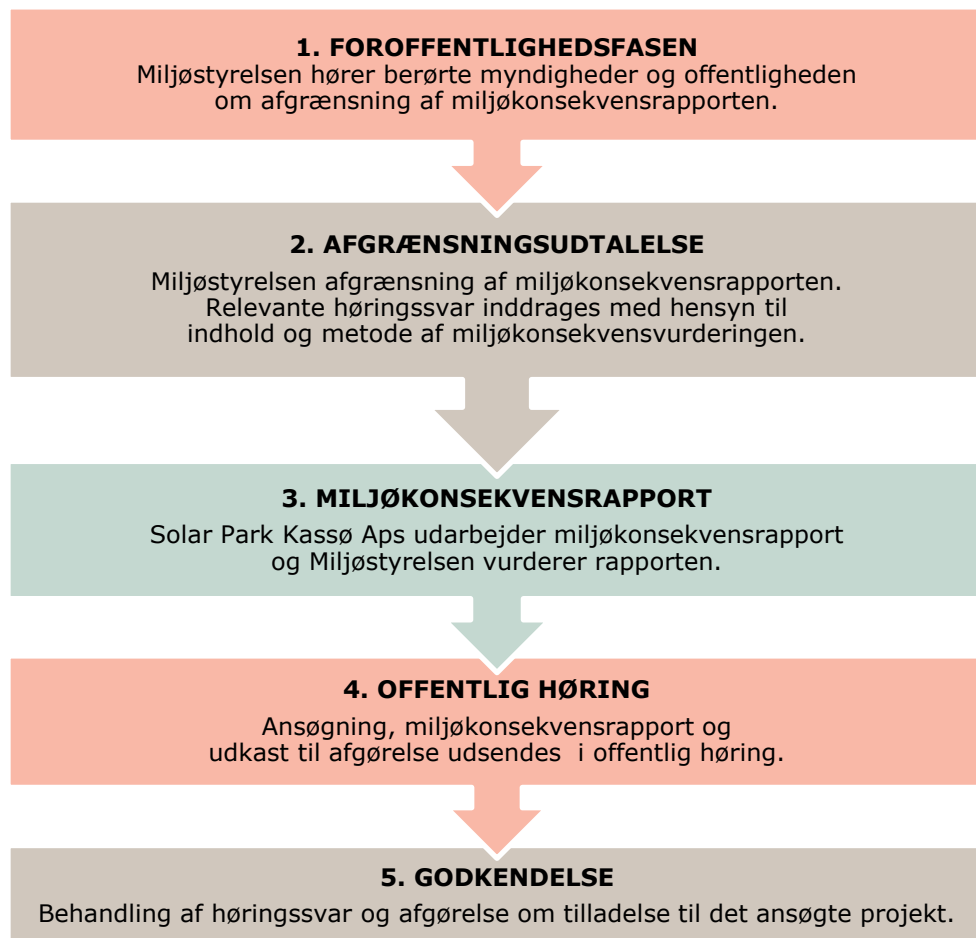 1. FOROFFENTLIGHEDSFASEN
Miljøstyrelsen hører berørte myndigheder og offentligheden
om afgrænsning af miljøkonsekvensrapporten.
2. AFGRÆNSNINGSUDTALELSE
Miljøstyrelsen afgrænsning af miljøkonsekvensrapporten.
Relevante høringssvar inddrages med hensyn til
indhold og metode af miljøkonsekvensvurderingen.
3. MILJØKONSEKVENSRAPPORT
Solar Park Kassø Aps udarbejder miljøkonsekvensrapport
og Miljøstyrelsen vurderer rapporten.
4. OFFENTLIG HØRING
Ansøgning, miljøkonsekvensrapport og
udkast til afgørelse udsendes i offentlig høring.
5. GODKENDELSE
Behandling af høringssvar og afgørelse om tilladelse til det ansøgte projekt.